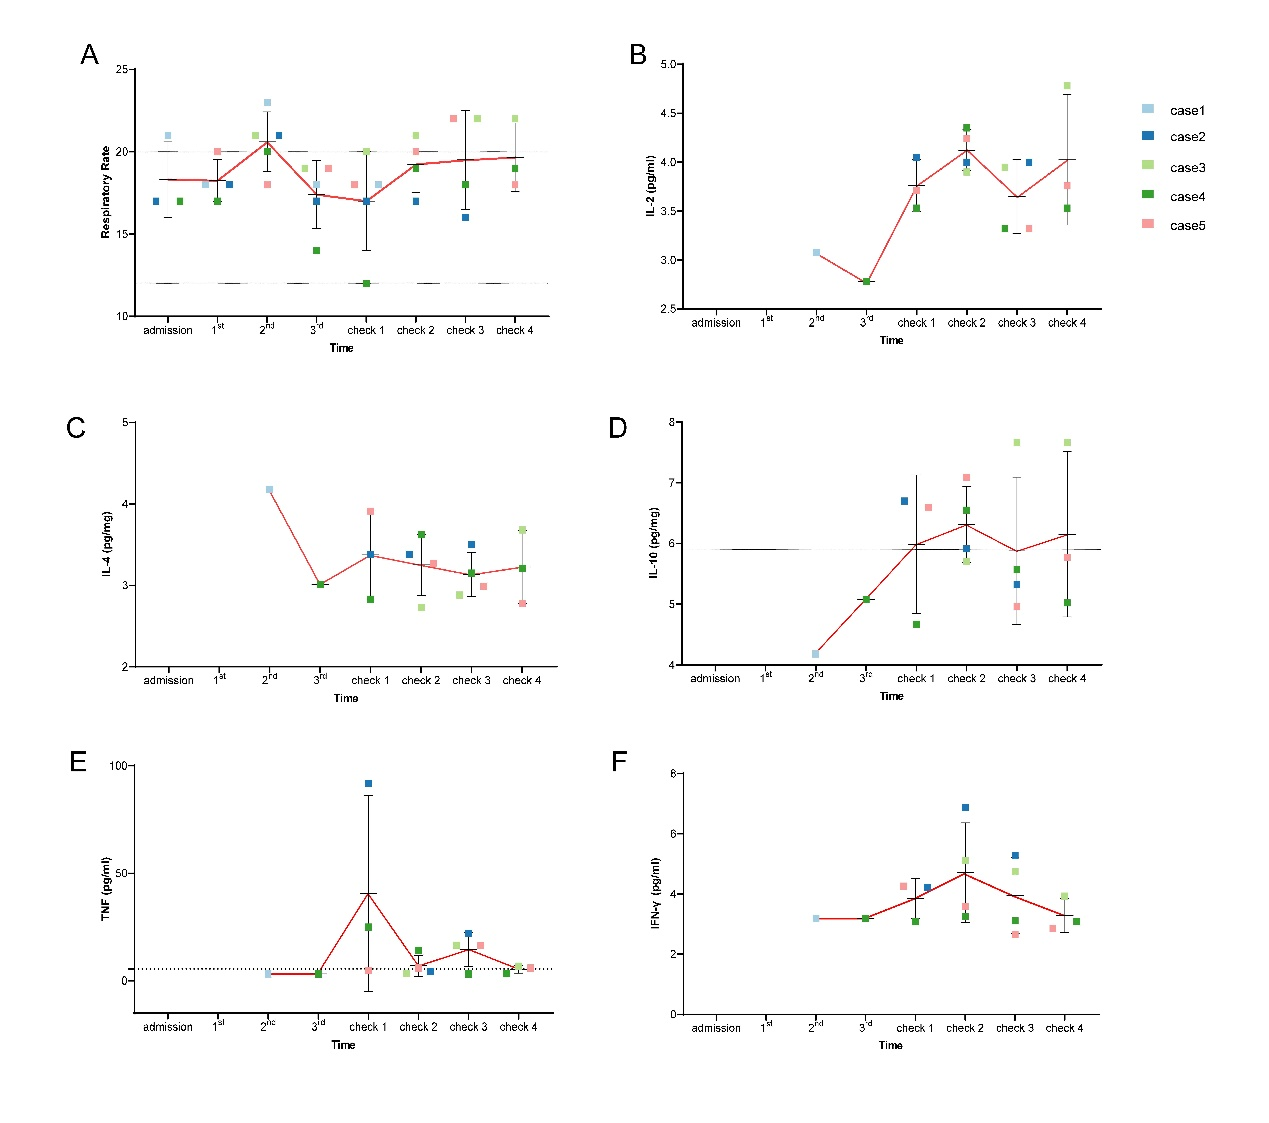 A
B
25
20
15
10
Respiratory Rate
admission 1st 2nd 3rd check 1 check 2 check 3 check 4
Time
5.0
4.5
4.0
3.5
3.0
2.5
IL-2 (pg/ml)
admission 1st 2nd 3rd check 1 check 2 check 3 check 4
Time
case1
case2
case3
case4
case5
C
D
5
4
3
2
IL-4 (pg/mg)
admission 1st 2nd 3rd check 1 check 2 check 3 check 4
Time
8
7
6
5
4
IL-10 (pg/mg)
admission 1st 2nd 3rd check 1 check 2 check 3 check 4
Time
E
F
100
50
0
TNF (pg/ml)
admission 1st 2nd 3rd check 1 check 2 check 3 check 4
Time
8
6
4
2
0
IFN-γ (pg/ml)
admission 1st 2nd 3rd check 1 check 2 check 3 check 4
Time